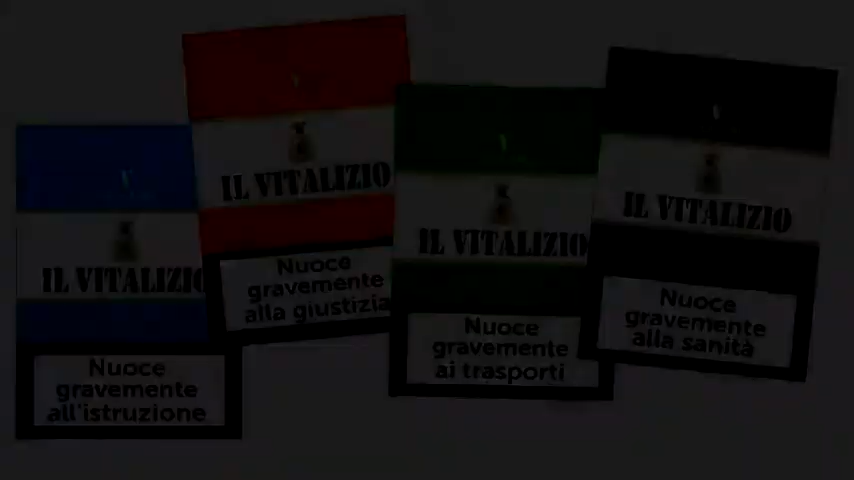 IL VITALIZIO
Nuoce
gravemente
all'istruzione
IL VITALIZIO
Nuoce
gravemente
alla giustizia
IL VITALIZIO
Nuoce
gravemente
ai trasporti
IL VITALIZIO
Nuoce
gravemente
alla sanità